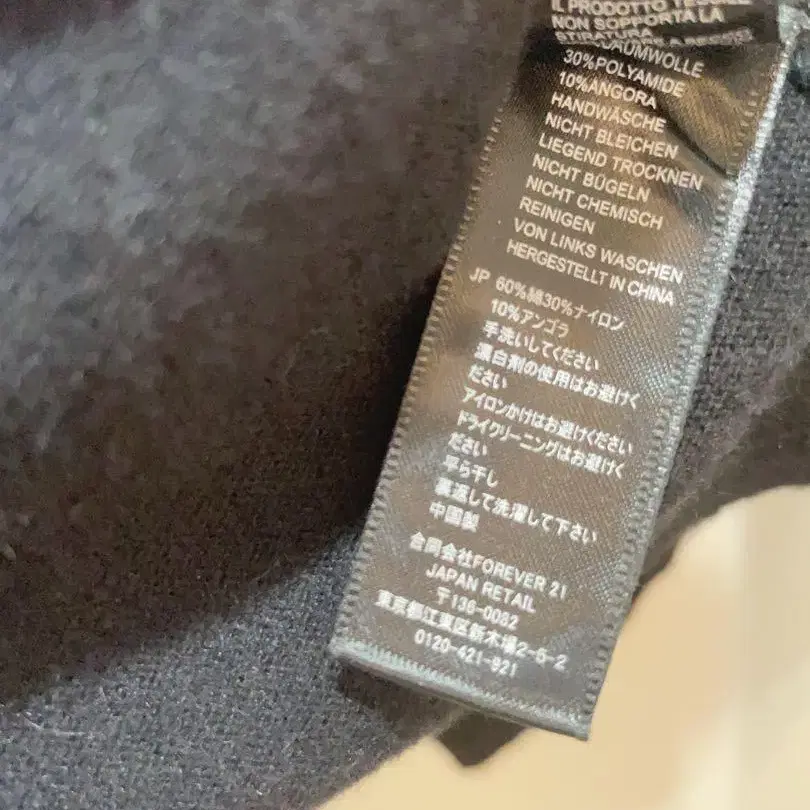 IL PRODOTTO
NON SOPPORTA LA
STIRATURA
30%POLYAMIDE
10%ANGORA
HANDWÄSCHE
NICHT BLEICHEN
LIEGEND TROCKNEN
NICHT BÜGELN
NICHT CHEMISCH
REINIGEN
VON LINKS WASCHEN
HERGESTELLT IN CHINA
JP 60%綿30%ナイロン
10%アンゴラ
手洗いしてください
漂白剤の使用はお避けく
ださい
アイロンかけはお避けください
ドライクリーニングはお避けく
ださい
平ら干し
裏返して洗濯して下さい
中国製
合同会社FOREVER 21
JAPAN RETAIL
〒136-0082
東京都江東区新木場2-6-2
0120-421-921